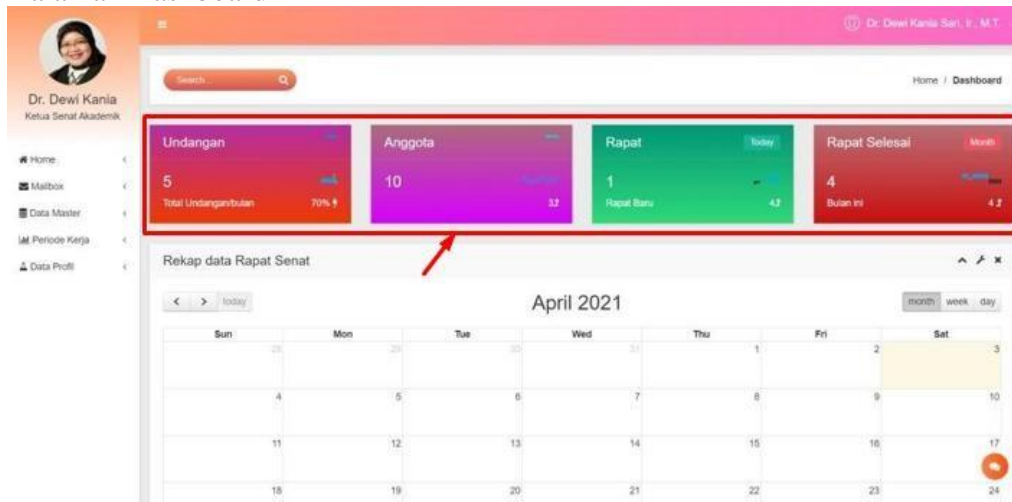 Dr. Dewi Kania Sari, Ir., M.T.
Dr. Dewi Kania
Ketua Senat Akademik
Search...
Home / Dashboard
Home
Mailbox
Data Master
Periode Kerja
Data Profil
Undangan
5
Total Undangan/bulan 70%
Anggota
10
Rapat Today
1
Rapat Baru
Rapat Selesai Month
4
Bulan ini
Rekap data Rapat Senat
today April 2021 month week day
Sun Mon Tue Wed Thu Fri Sat
28 29 30 31 1 2 3
4 5 6 7 8 9 10
11 12 13 14 15 16 17
18 19 20 21 22 23 24